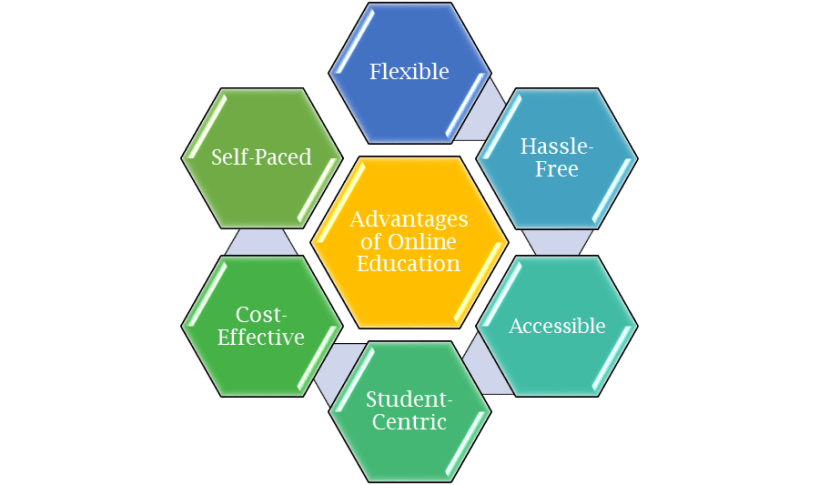 Flexible
Hassle-
Free
Accessible
Student-
Centric
Cost-
Effective
Self-Paced
Advantages
of Online
Education